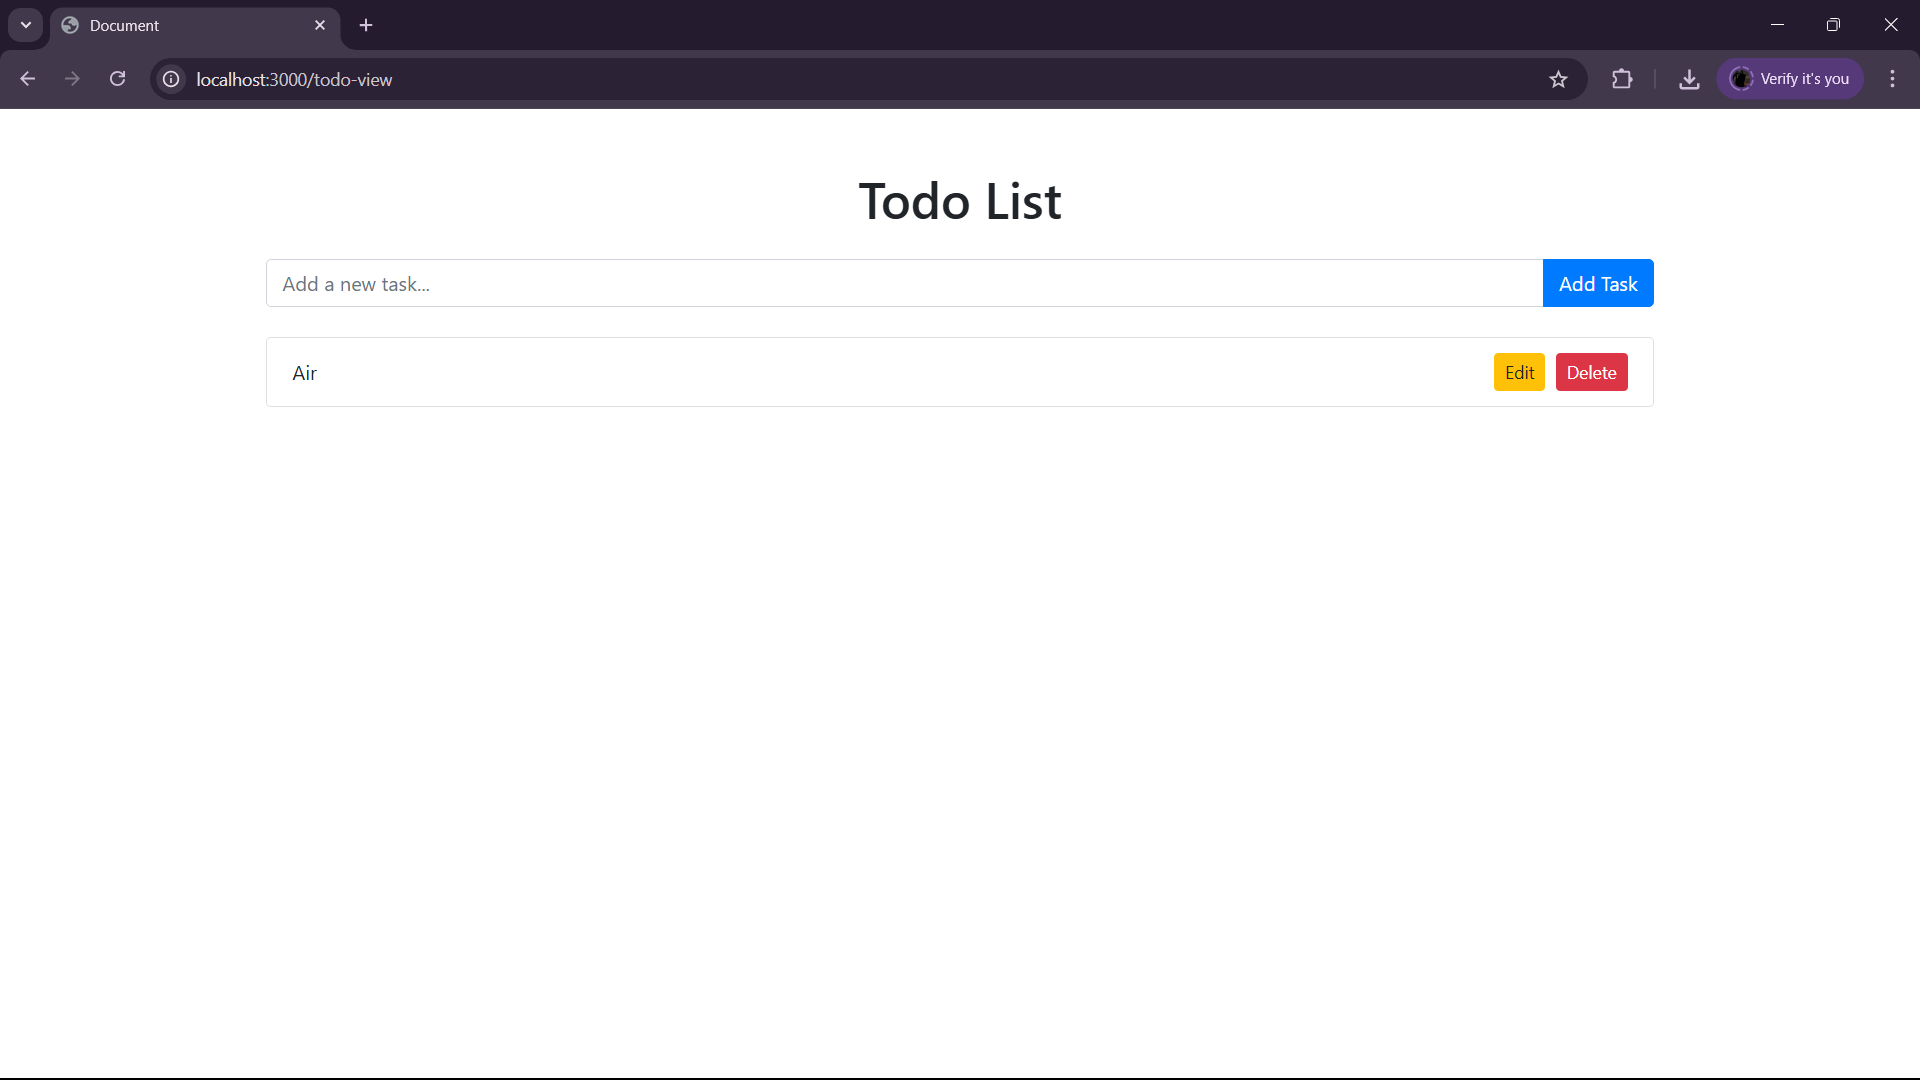 Document
localhost:3000/todo-view
Verify it's you
Todo List
Add a new task...
Add Task
Air
Edit
Delete